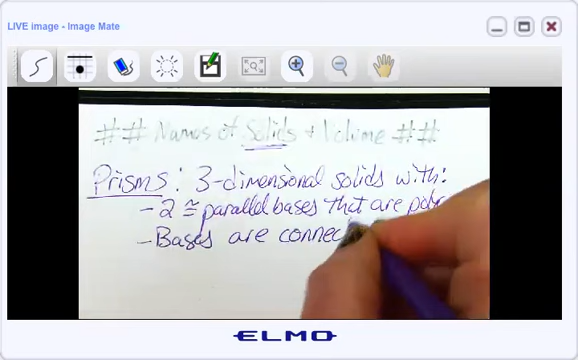 LIVE image - Image Mate
## Names of Solids + Volume ##
Prisms: 3-dimensional solids with:
- 2 ≅ parallel bases that are
- Bases are
ELMO